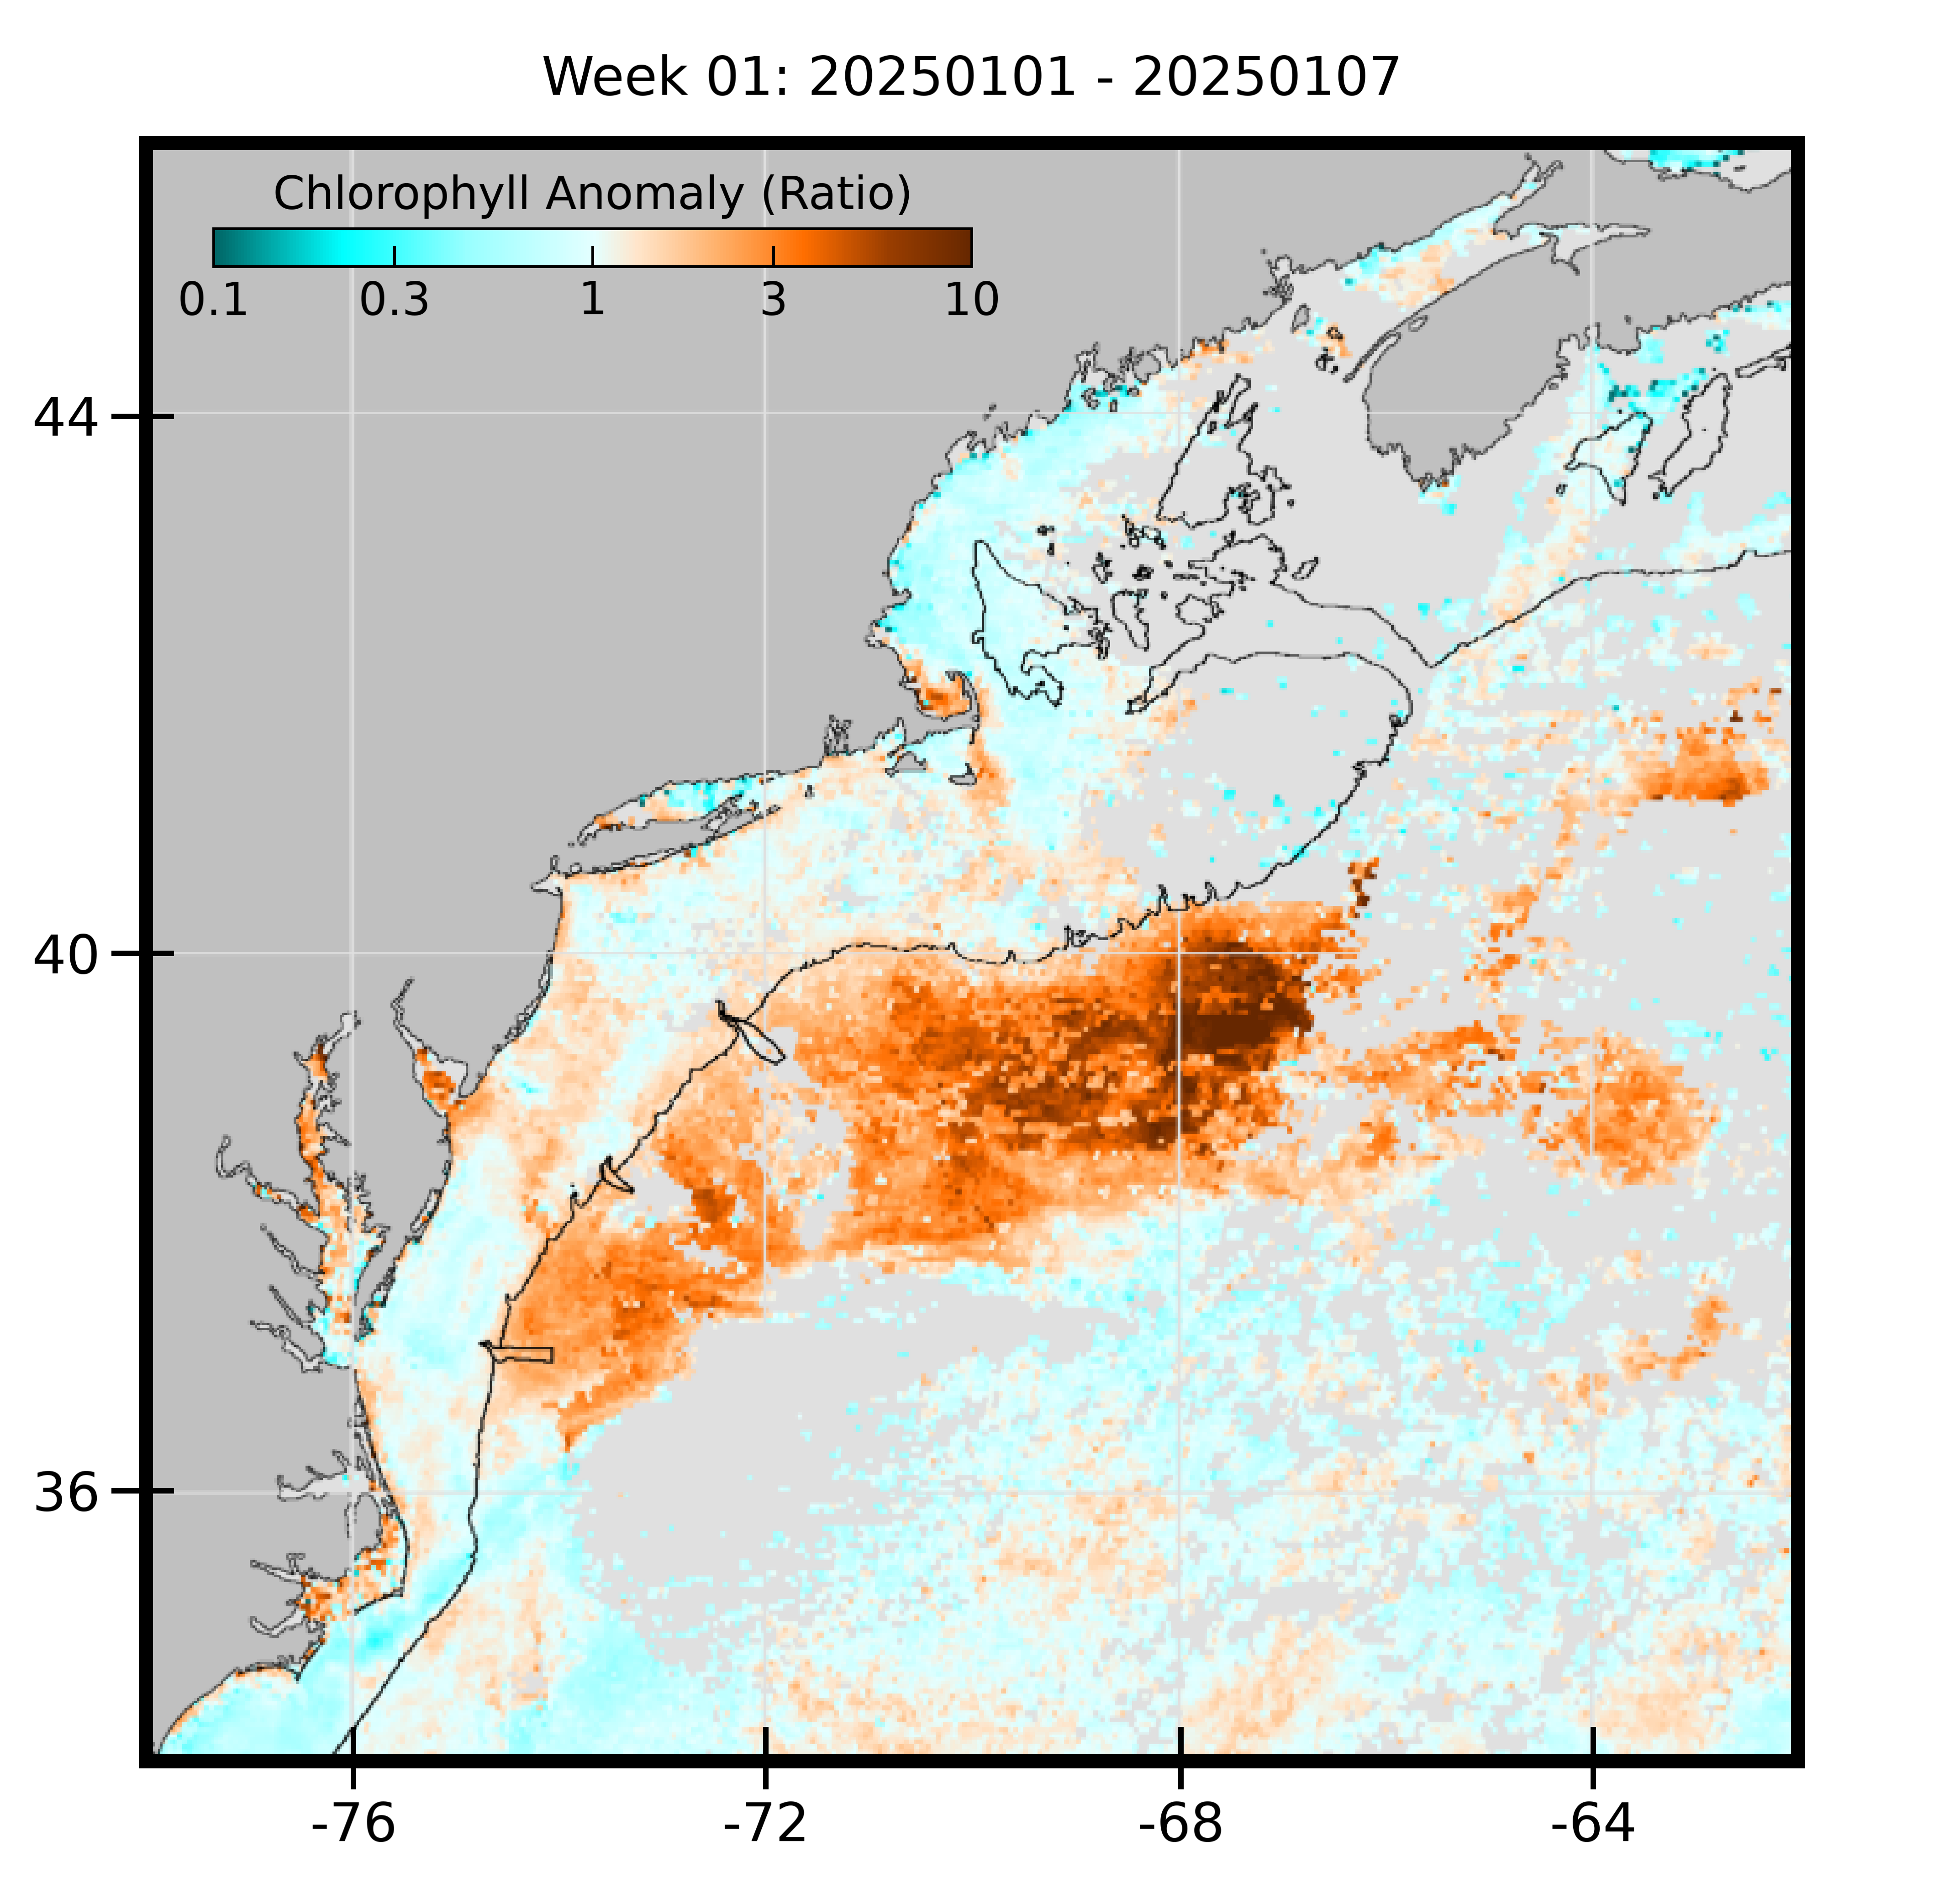 Week 01: 20250101 - 20250107
Chlorophyll Anomaly (Ratio)
0.1 0.3 1 3 10
44
40
36
-76 -72 -68 -64